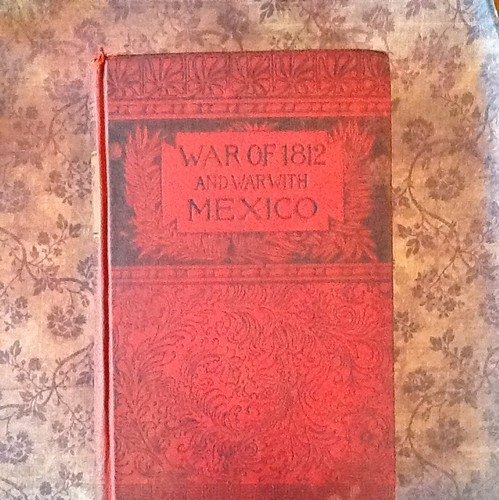 WAR OF 1812
AND WAR WITH
MEXICO